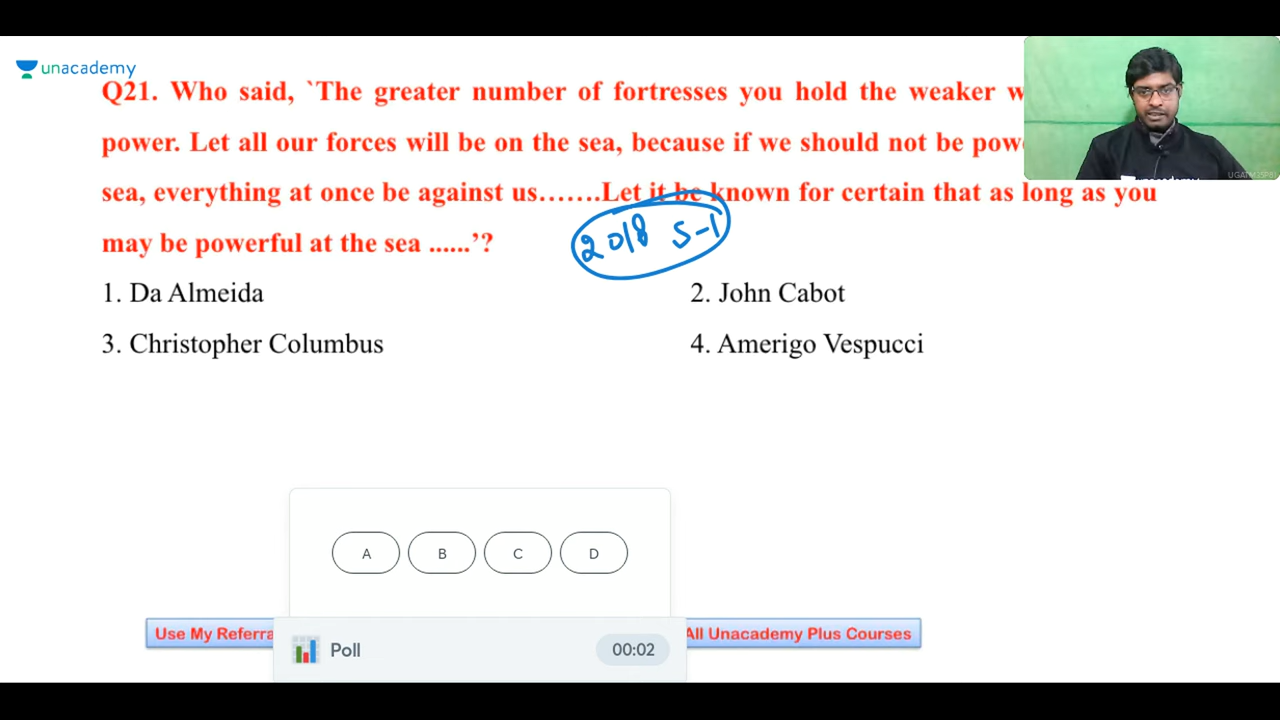 unacademy
Q21. Who said, `The greater number of fortresses you hold the weaker w
power. Let all our forces will be on the sea, because if we should not be pow
sea, everything at once be against us…….Let it be known for certain that as long as you
may be powerful at the sea ......’?
2018 S-1
1. Da Almeida
2. John Cabot
3. Christopher Columbus
4. Amerigo Vespucci
A B C D
Use My Referra
All Unacademy Plus Courses
Poll
00:02